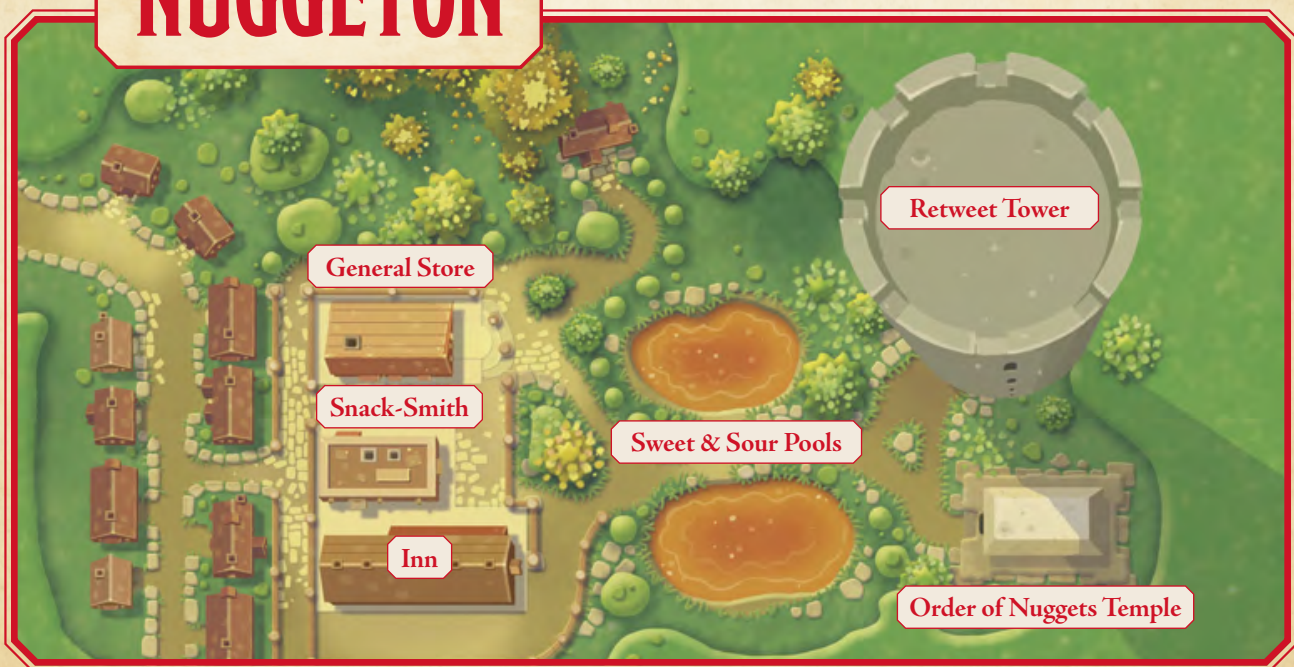 NUGGETON
General Store
Retweet Tower
Snack-Smith
Sweet & Sour Pools
Inn
Order of Nuggets Temple